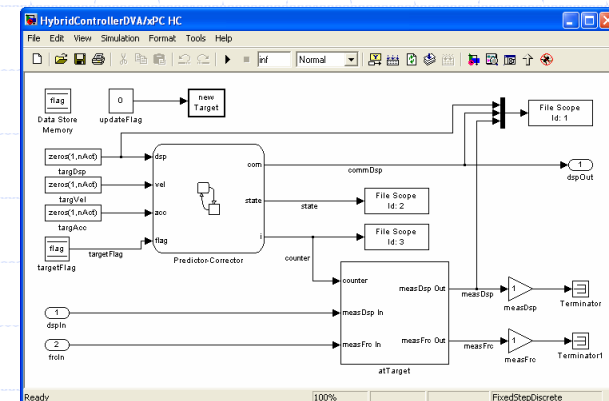 HybridControllerDVA/xPC HC
File Edit View Simulation Format Tools Help
inf Normal
flag
Data Store
Memory
0
updateFlag
new
Target
File Scope
Id: 1
zeros(1,nAct)
targDsp
zeros(1,nAct)
targVel
zeros(1,nAct)
targAcc
flag
targetFlag
targetFlag
dsp
vel
acc
flag
com
state
i
Predictor-Corrector
commDsp
1
dspOut
state
File Scope
Id: 2
File Scope
Id: 3
counter
counter
measDsp In
measFrc In
measDsp Out
measFrc Out
atTarget
1
dspIn
2
frcIn
measDsp
1
measDsp
Terminator
measFrc
1
measFrc
Terminator1
Ready 100% FixedStepDiscrete